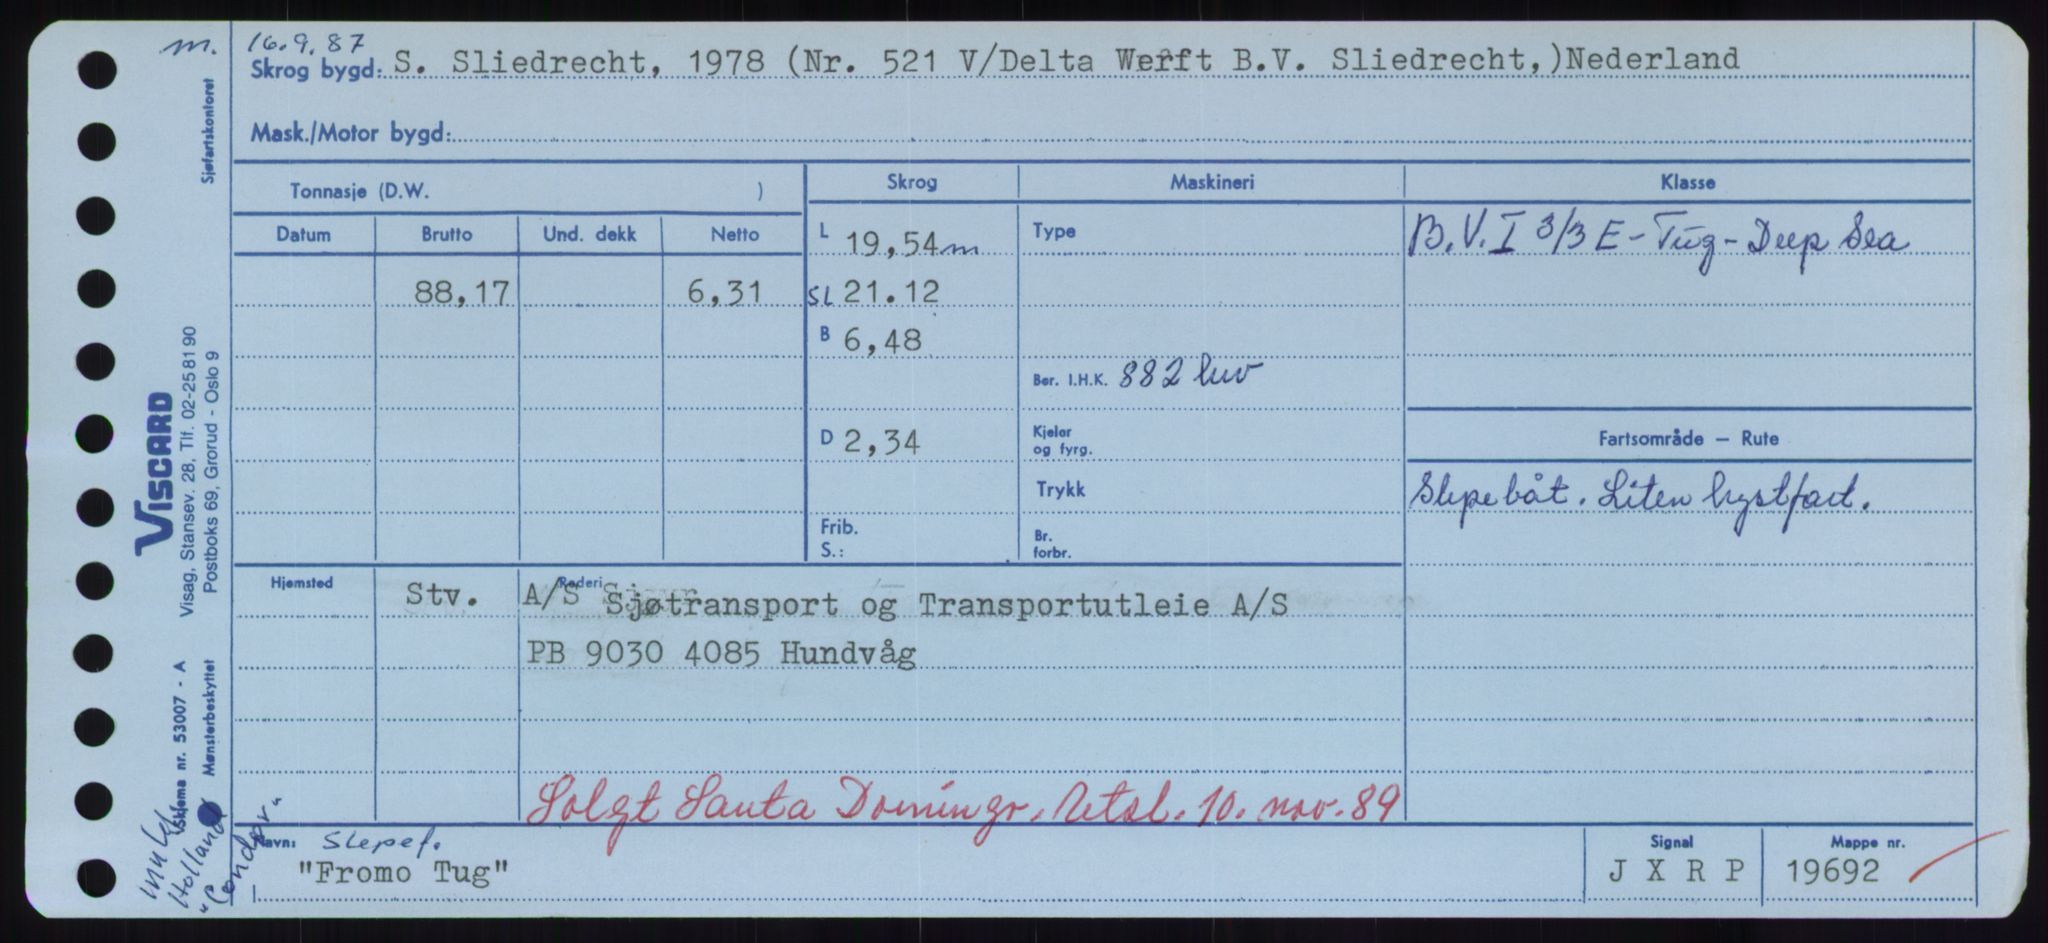 m. 16.9.87
Skrog bygd: S. Sliedrecht, 1978 (Nr. 521 V/Delta Werft B.V. Sliedrecht,)Nederland
Mask./Motor bygd:
Sjøfartskontoret
Tonnasje (D.W. )
Skrog Maskineri Klasse
Datum Brutto Und. dekk Netto
L 19,54 m Type B.V. I 3/3 E - Tug - Deep Sea
88,17 6,31 SL 21.12
B 6,48
Ber. I.H.K. 882 hw
D 2,34 Kjeler og fyrg. Fartsområde — Rute
Trykk Slepebåt. Liten kystfart.
Frib. S.: Br. forbr.
Hjemsted Stv. Rederi A/S Sjøtransport og Transportutleie A/S
PB 9030 4085 Hundvåg
Solgt Santa Domingo. Utsl. 10. nov. 89
Navn: Slepef.
"Fromo Tug"
Signal J X R P
Mappe nr. 19692
VISCARD
Visag, Stansev. 28, Tlf. 02-25 81 90
Postboks 69, Grorud - Oslo 9
Skjema nr. 53007 - A
Mønsterbeskyttet
Holland
"Condor"